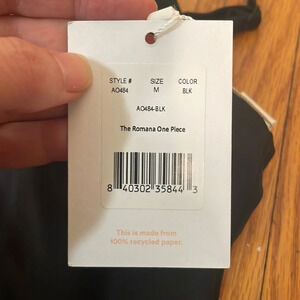 STYLE # SIZE COLOR
AO484 M BLK
AO484-BLK
The Romana One Piece
8 40302 35844 3
This is made from
100% recycled paper.